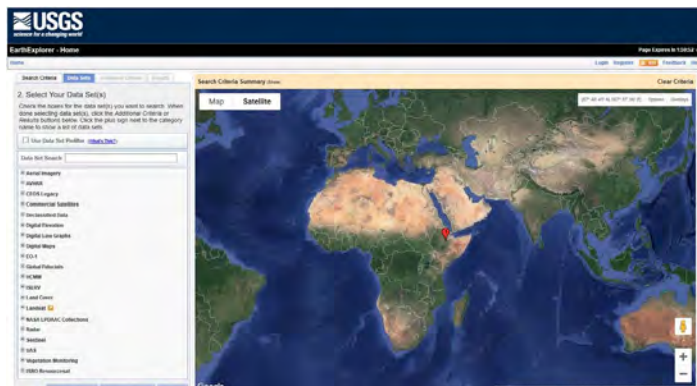 USGS
science for a changing world
EarthExplorer - Home
Home
Login Register Feedback
Search Criteria Data Sets Additional Criteria Results
2. Select Your Data Set(s)
Check the boxes for the data set(s) you want to search. When
done selecting data set(s), click the Additional Criteria or
Results buttons below. Click the plus sign next to the category
name to show a list of data sets.
Use Data Set Prefilter (What's This?)
Data Set Search:
Aerial Imagery
AVHRR
CEOS Legacy
Commercial Satellites
Declassified Data
Digital Elevation
Digital Line Graphs
Digital Maps
EO-1
Global Fiducials
HCMM
ISERV
Land Cover
Landsat
NASA LPDAAC Collections
Radar
Sentinel
UAS
Vegetation Monitoring
ISRO Resourcesat
Search Criteria Summary (Show)
Clear Criteria
Map Satellite
Options Overlays
Google